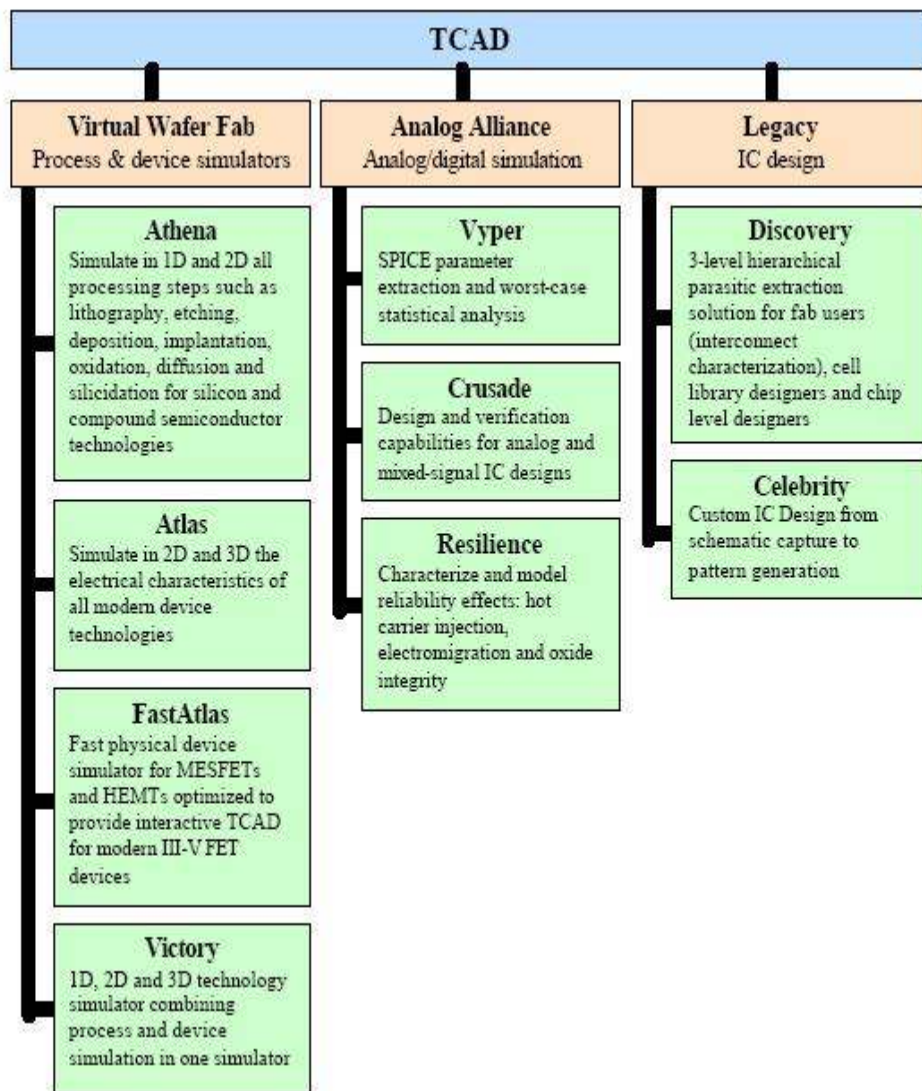 TCAD
Virtual Wafer Fab
Process & device simulators
Athena
Simulate in 1D and 2D all
processing steps such as
lithography, etching,
deposition, implantation,
oxidation, diffusion and
silicidation for silicon and
compound semiconductor
technologies
Atlas
Simulate in 2D and 3D the
electrical characteristics of
all modern device
technologies
FastAtlas
Fast physical device
simulator for MESFETs
and HEMTs optimized to
provide interactive TCAD
for modern III-V FET
devices
Victory
1D, 2D and 3D technology
simulator combining
process and device
simulation in one simulator
Analog Alliance
Analog/digital simulation
Vyper
SPICE parameter
extraction and worst-case
statistical analysis
Crusade
Design and verification
capabilities for analog and
mixed-signal IC designs
Resilience
Characterize and model
reliability effects: hot
carrier injection,
electromigration and oxide
integrity
Legacy
IC design
Discovery
3-level hierarchical
parasitic extraction
solution for fab users
(interconnect
characterization), cell
library designers and chip
level designers
Celebrity
Custom IC Design from
schematic capture to
pattern generation